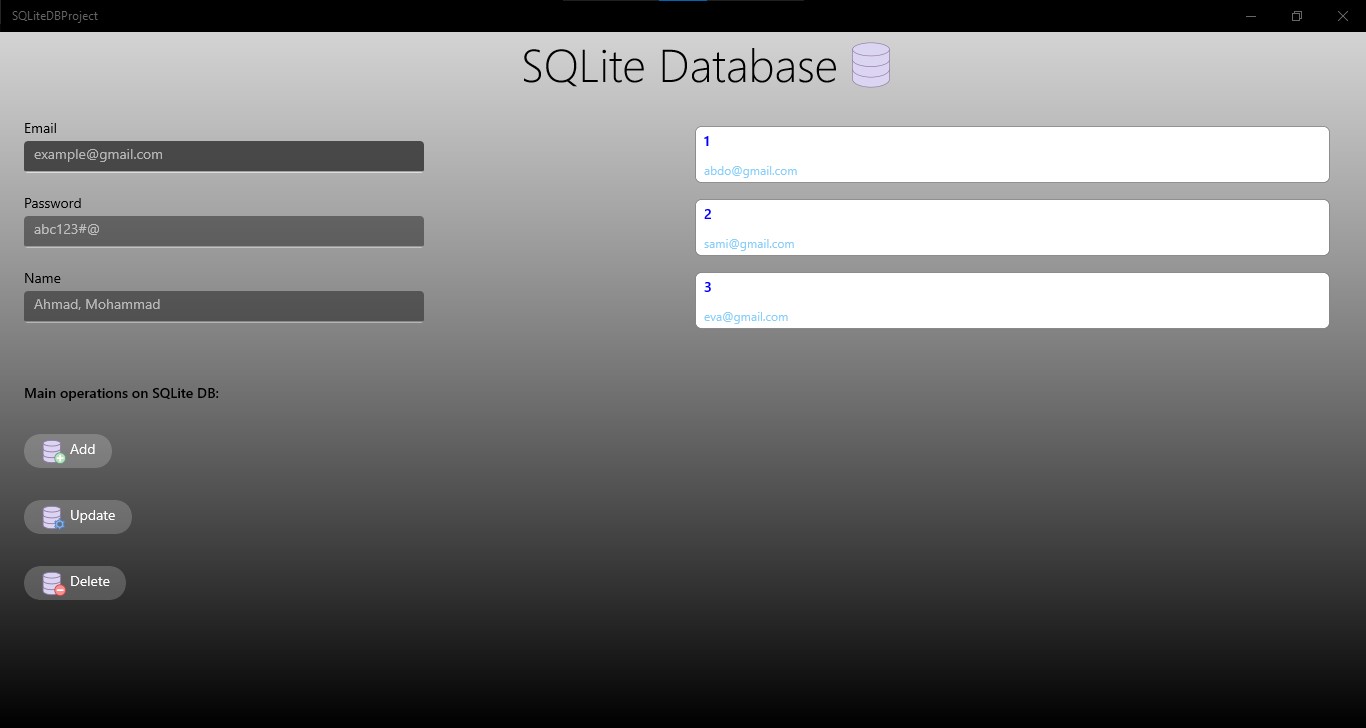 SQLiteDBProject
SQLite Database
Email
example@gmail.com
Password
abc123#@
Name
Ahmad, Mohammad
1
abdo@gmail.com
2
sami@gmail.com
3
eva@gmail.com
Main operations on SQLite DB:
Add
Update
Delete